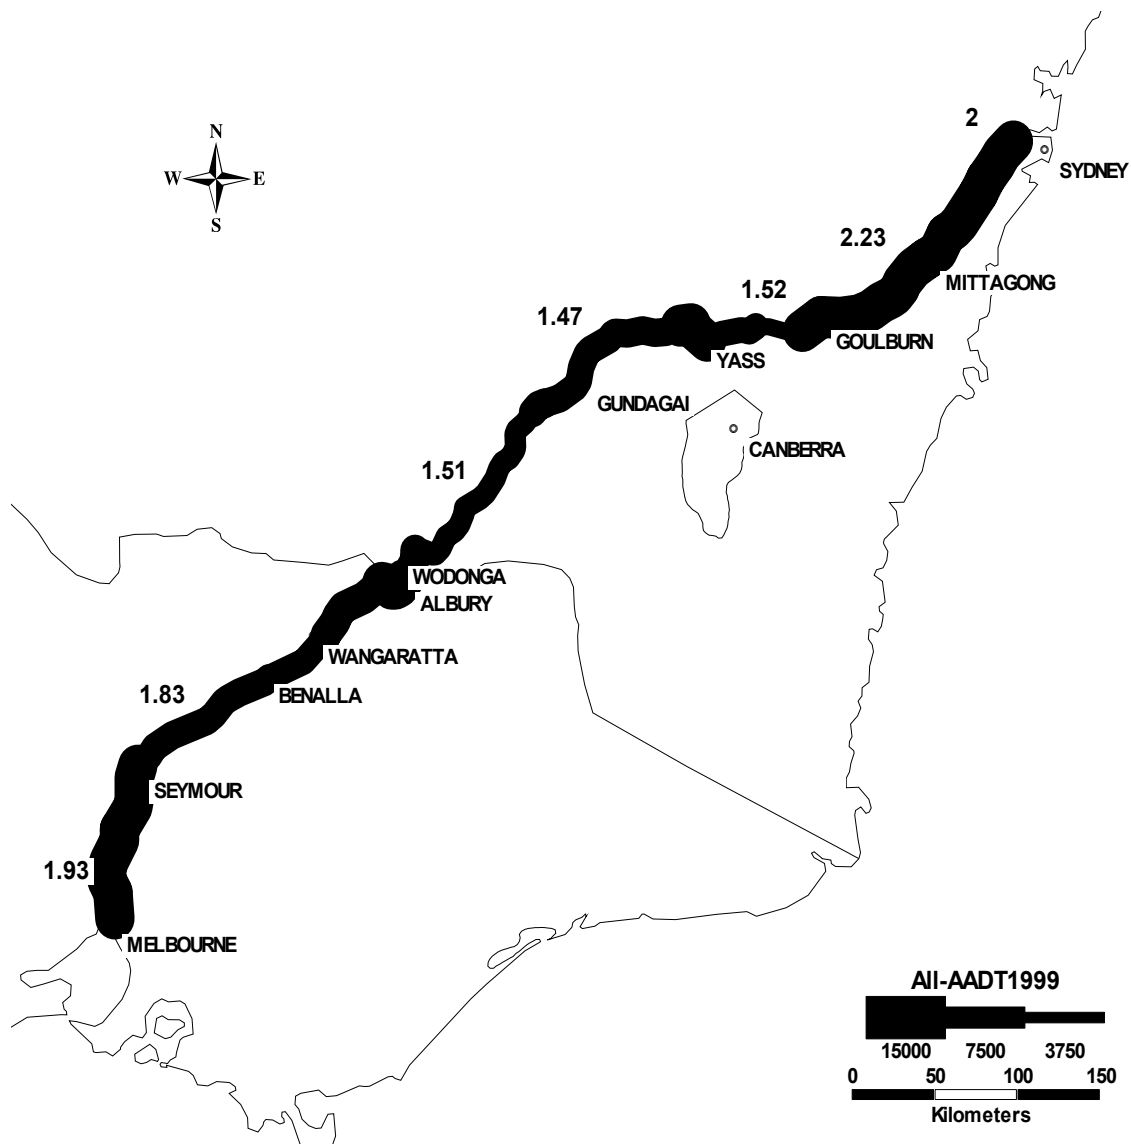 2
N
W E
S
SYDNEY
2.23
MITTAGONG
1.52
1.47
GOULBURN
YASS
GUNDAGAI
CANBERRA
1.51
WODONGA
ALBURY
WANGARATTA
1.83
BENALLA
SEYMOUR
1.93
MELBOURNE
All-AADT1999
15000 7500 3750
0 50 100 150
Kilometers